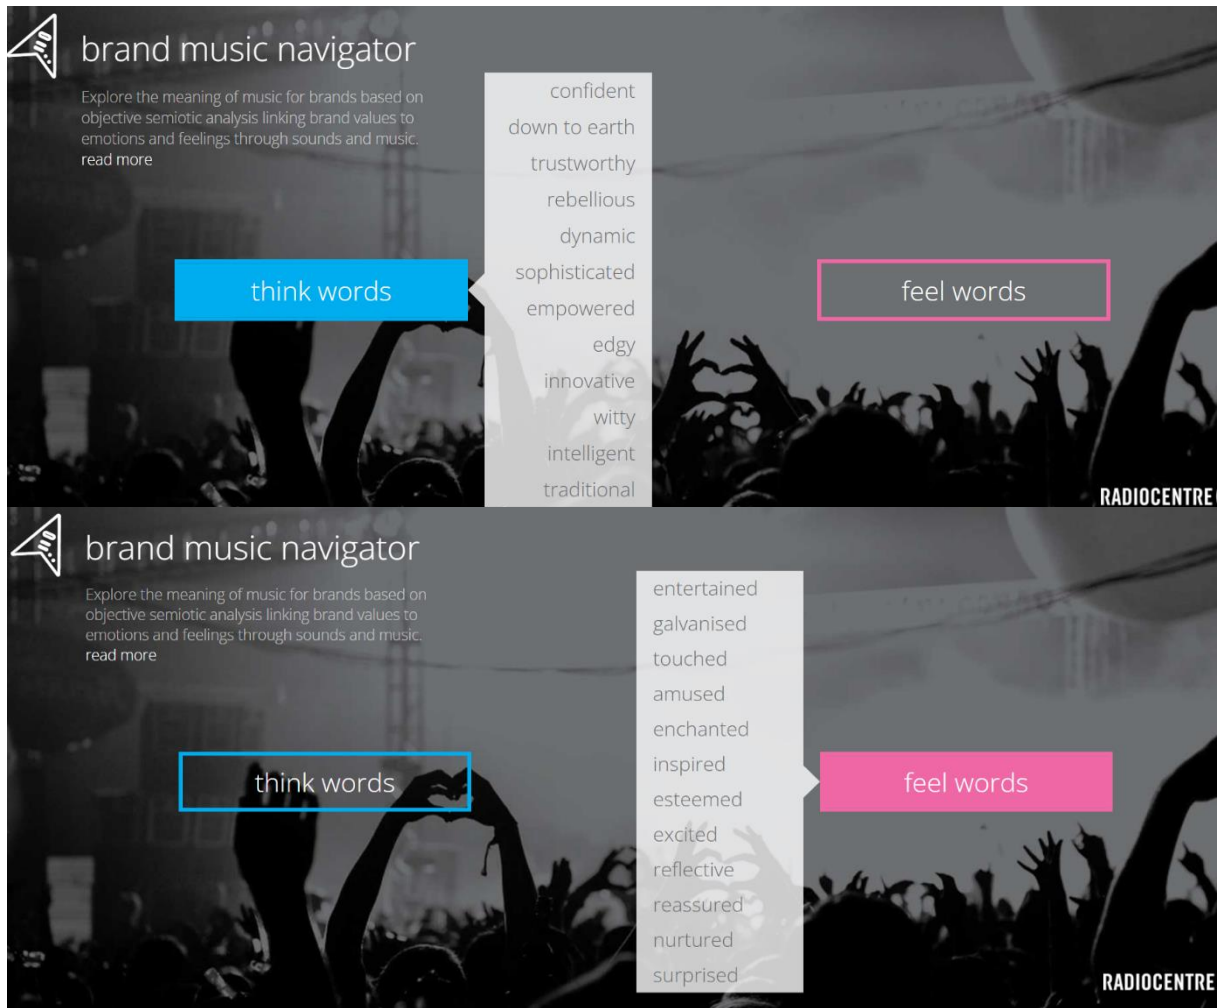 brand music navigator
Explore the meaning of music for brands based on
objective semiotic analysis linking brand values to
emotions and feelings through sounds and music.
read more
think words
confident
down to earth
trustworthy
rebellious
dynamic
sophisticated
empowered
edgy
innovative
witty
intelligent
traditional
feel words
RADIOCENTRE
brand music navigator
Explore the meaning of music for brands based on
objective semiotic analysis linking brand values to
emotions and feelings through sounds and music.
read more
think words
entertained
galvanised
touched
amused
enchanted
inspired
esteemed
excited
reflective
reassured
nurtured
surprised
feel words
RADIOCENTRE